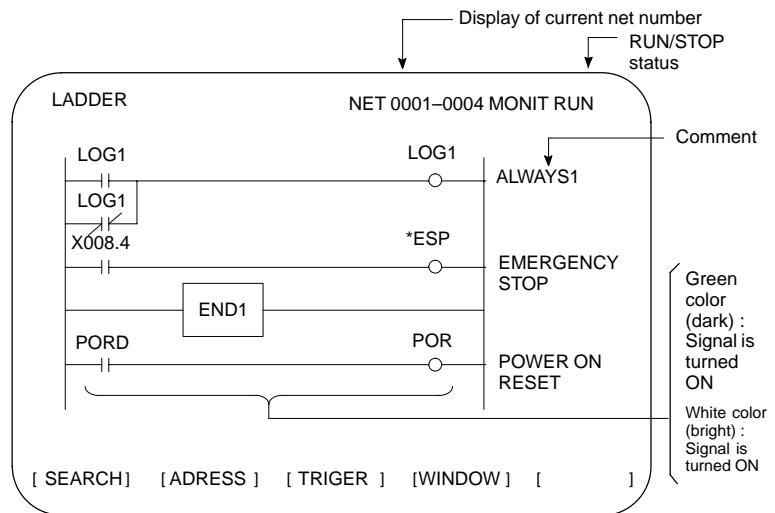 Display of current net number
RUN/STOP
status
LADDER
NET 0001–0004 MONIT RUN
Comment
LOG1
LOG1
ALWAYS1
LOG1
X008.4
*ESP
EMERGENCY
STOP
END1
PORD
POR
POWER ON
RESET
Green
color
(dark) :
Signal is
turned
ON
White color
(bright) :
Signal is
turned ON
[ SEARCH ] [ ADRESS ] [ TRIGER ] [WINDOW ] [ ]